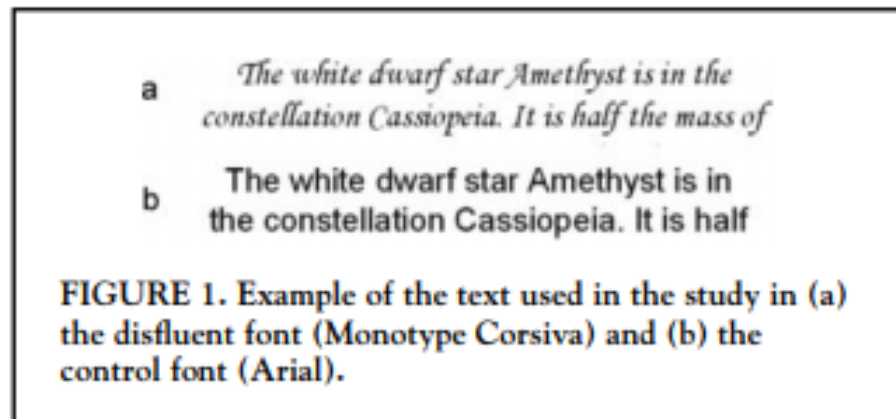 a
The white dwarf star Amethyst is in the
constellation Cassiopeia. It is half the mass of
b
The white dwarf star Amethyst is in
the constellation Cassiopeia. It is half
FIGURE 1. Example of the text used in the study in (a)
the disfluent font (Monotype Corsiva) and (b) the
control font (Arial).